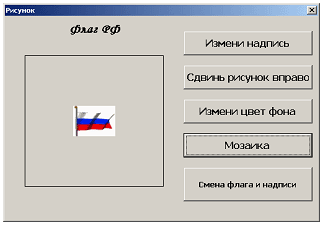 Рисунок
Флаг РФ
Измени надпись
Сдвинь рисунок вправо
Измени цвет фона
Мозаика
Смена флага и надписи